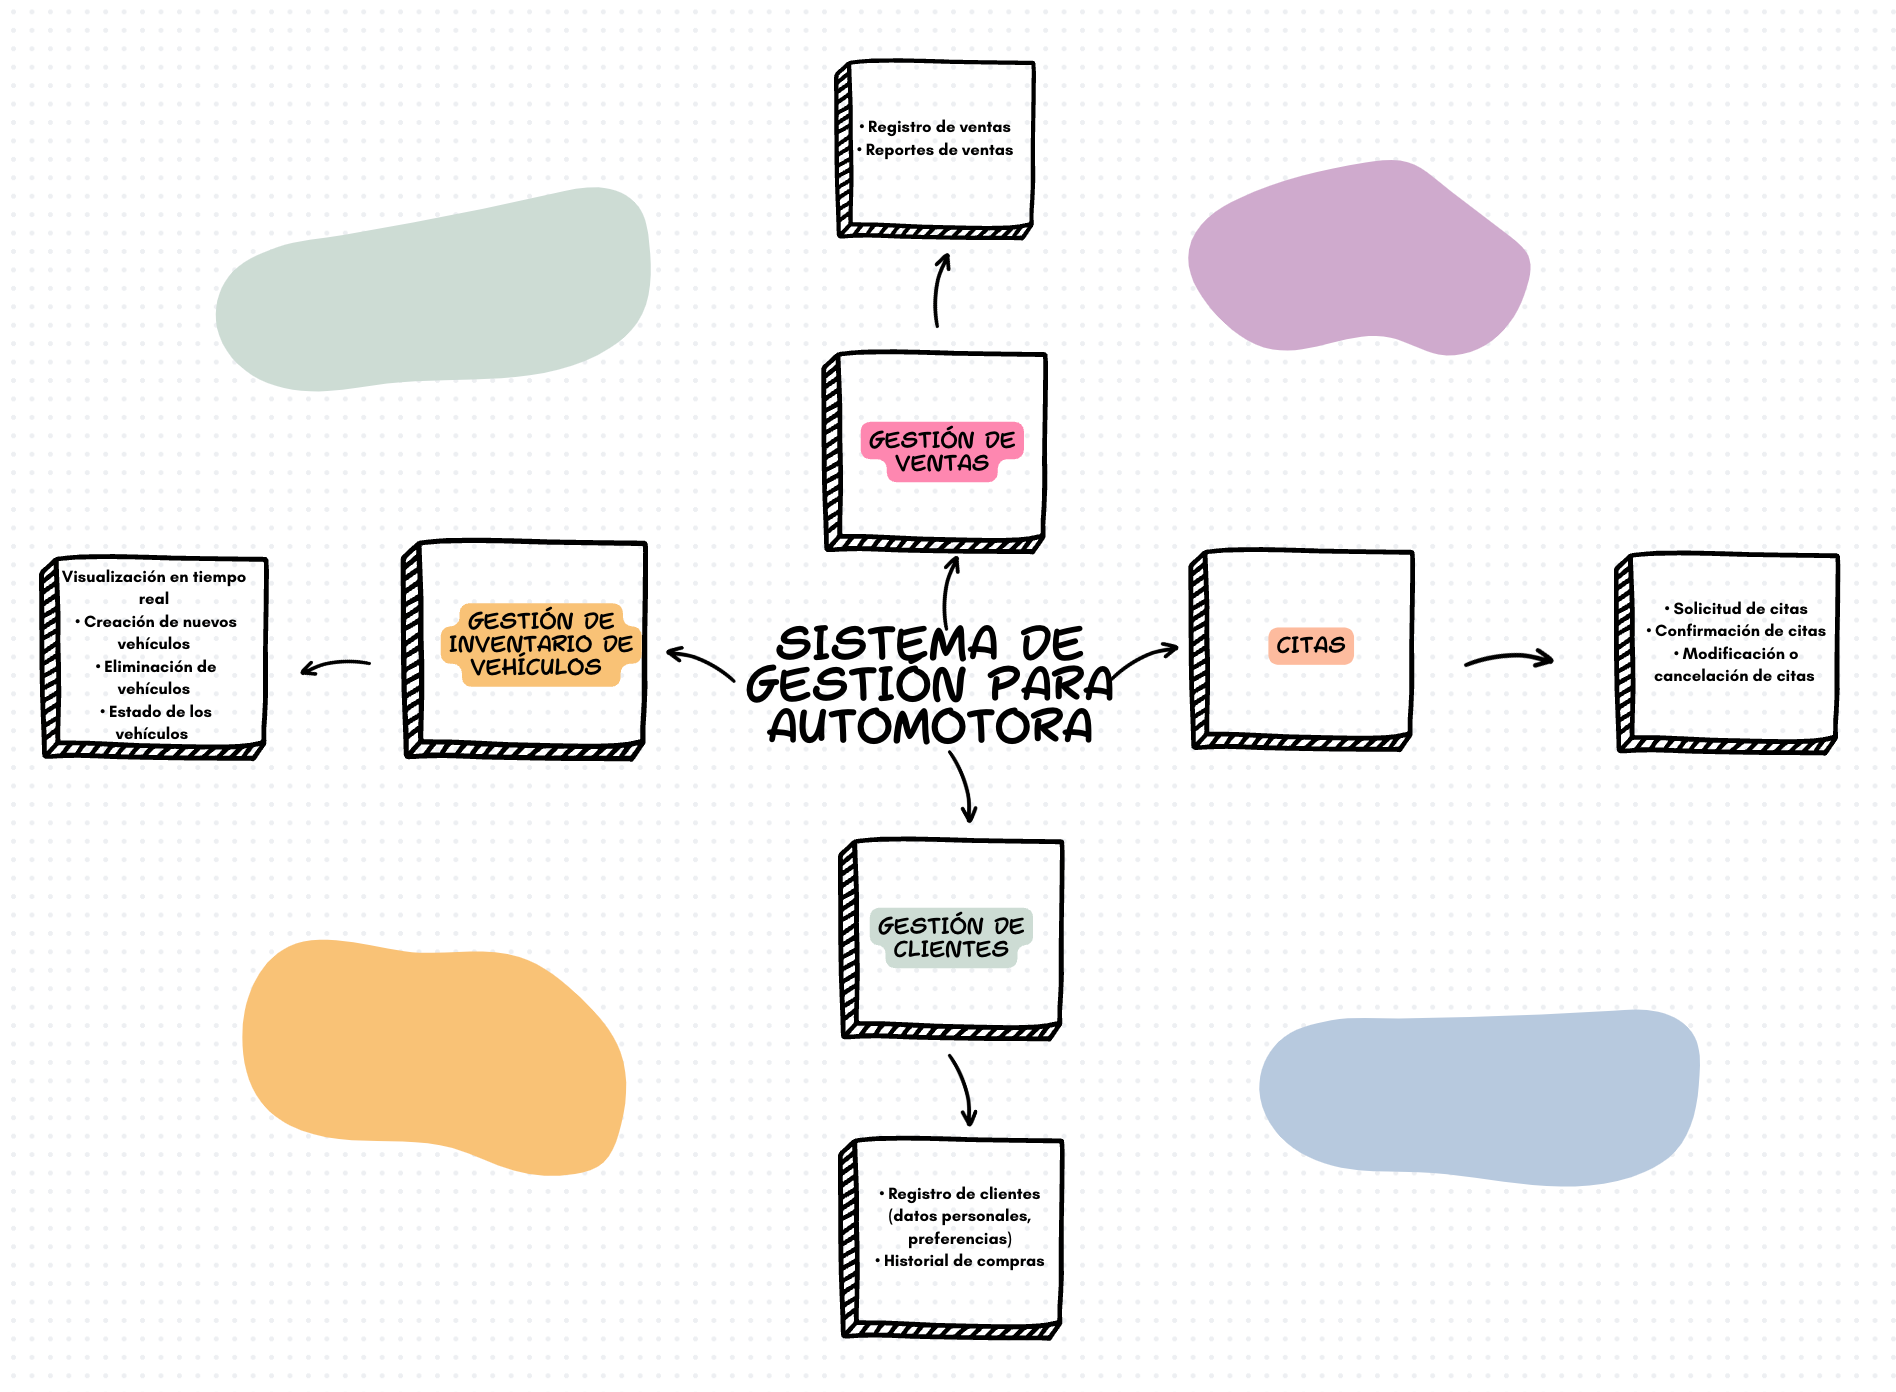 • Registro de ventas
• Reportes de ventas
GESTIÓN DE
VENTAS
Visualización en tiempo
real
• Creación de nuevos
vehículos
• Eliminación de
vehículos
• Estado de los
vehículos
GESTIÓN DE
INVENTARIO DE
VEHÍCULOS
SISTEMA DE
GESTIÓN PARA
AUTOMOTORA
CITAS
• Solicitud de citas
• Confirmación de citas
• Modificación o
cancelación de citas
GESTIÓN DE
CLIENTES
• Registro de clientes
(datos personales,
preferencias)
• Historial de compras